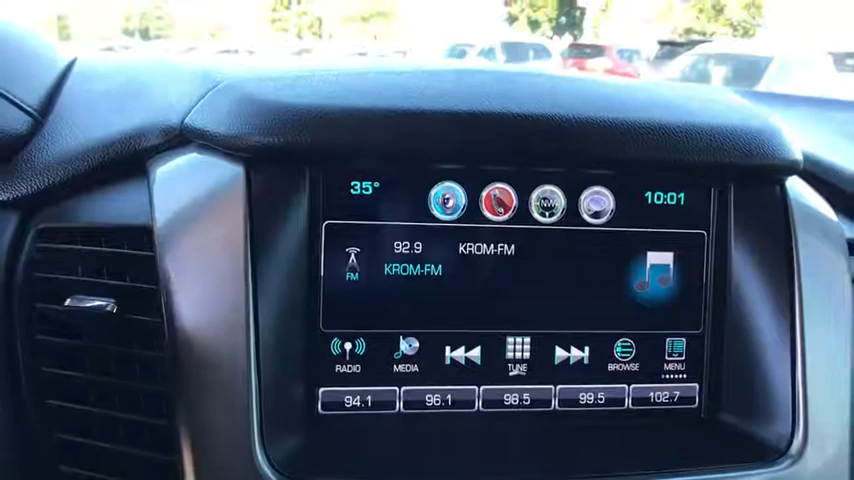 35°
NW
10:01
92.9 KROM-FM
FM KROM-FM
RADIO MEDIA TUNE BROWSE MENU
94.1 96.1 98.5 99.5 102.7